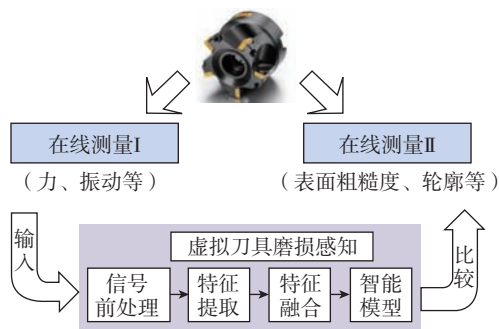 在线测量Ⅰ
在线测量Ⅱ
(力、振动等)
(表面粗糙度、轮廓等)
输入
虚拟刀具磨损感知
比较
信号
前处理
特征
提取
特征
融合
智能
模型